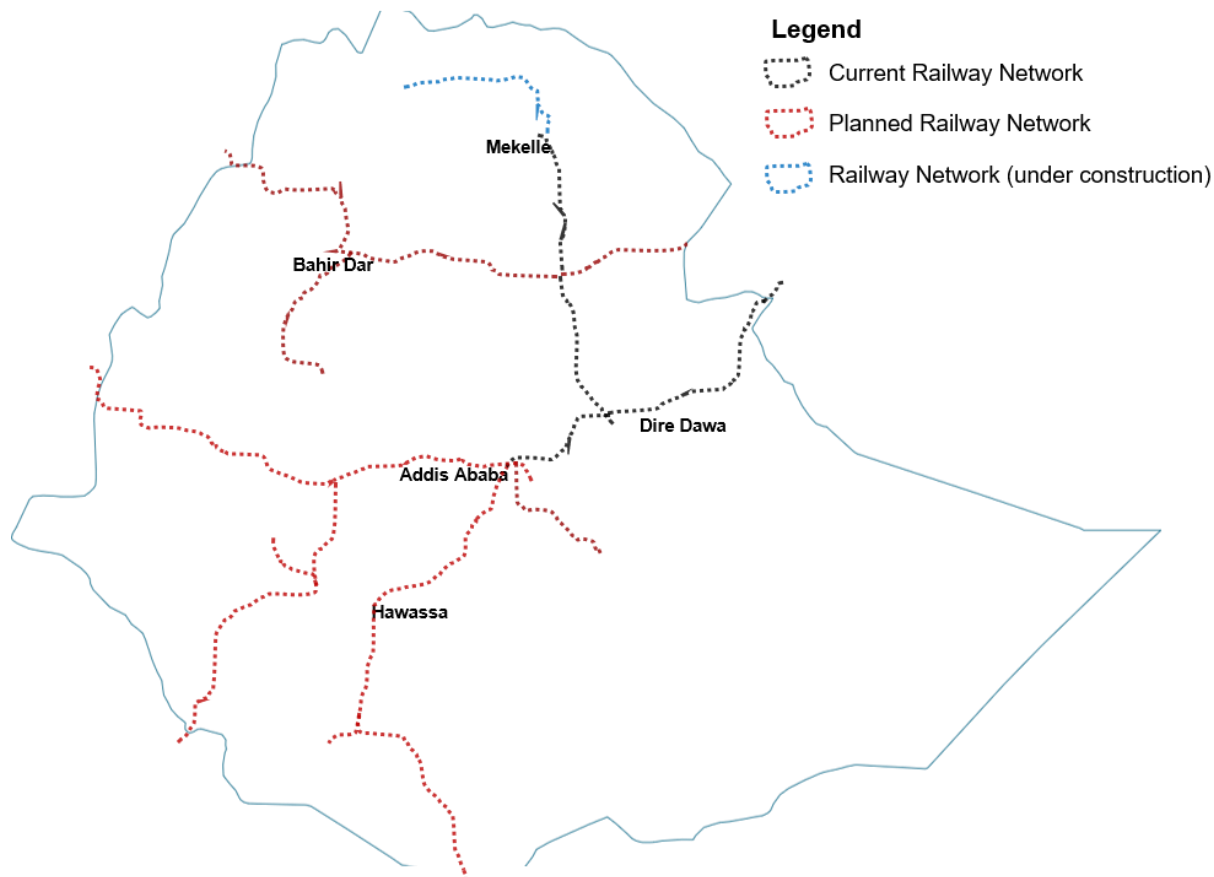 Legend
Current Railway Network
Planned Railway Network
Railway Network (under construction)
Mekelle
Bahir Dar
Dire Dawa
Addis Ababa
Hawassa